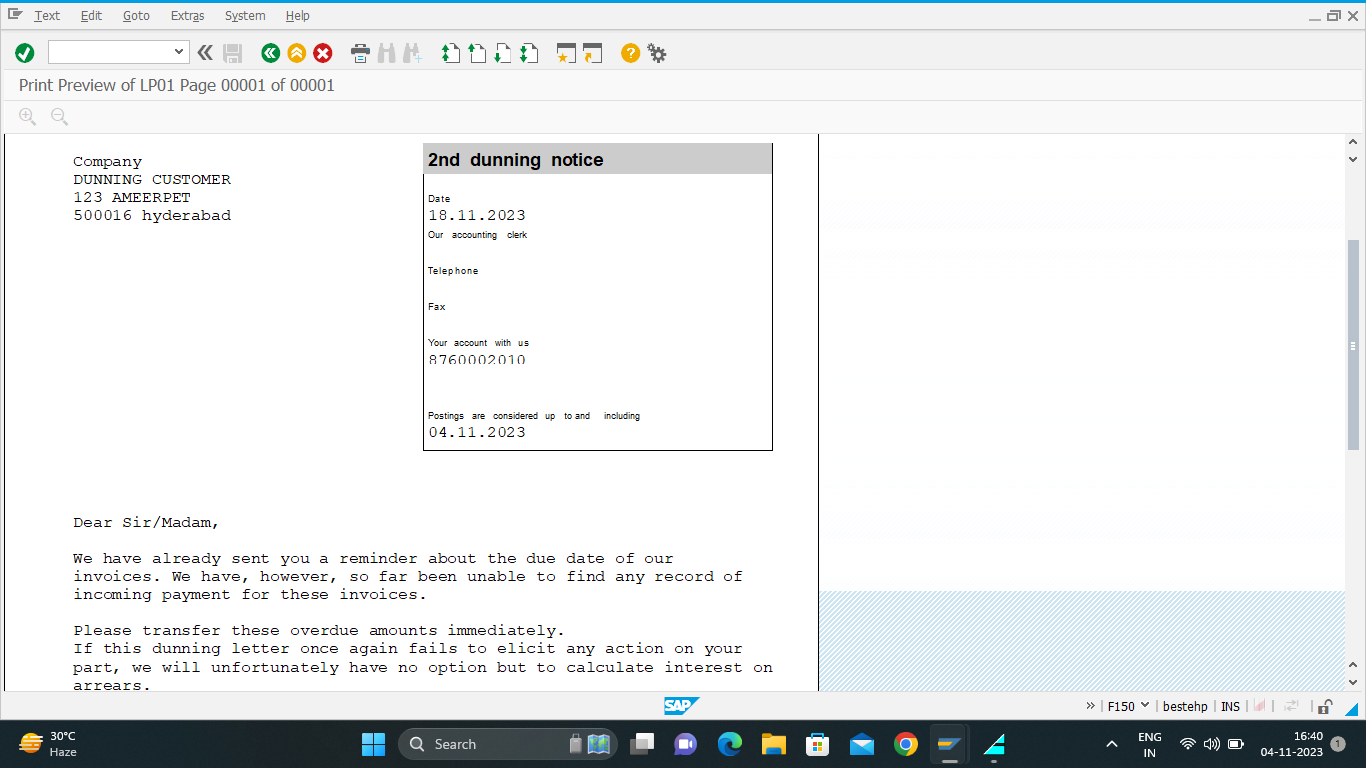 Text Edit Goto Extras System Help
Print Preview of LP01 Page 00001 of 00001
Company
DUNNING CUSTOMER
123 AMEERPET
500016 hyderabad
2nd dunning notice
Date
18.11.2023
Our accounting clerk
Telephone
Fax
Your account with us
8760002010
Postings are considered up to and including
04.11.2023
Dear Sir/Madam,
We have already sent you a reminder about the due date of our
invoices. We have, however, so far been unable to find any record of
incoming payment for these invoices.
Please transfer these overdue amounts immediately.
If this dunning letter once again fails to elicit any action on your
part, we will unfortunately have no option but to calculate interest on
arrears.
SAP
F150 bestehp INS
30°C
Haze
Search
ENG
IN
16:40
04-11-2023
1